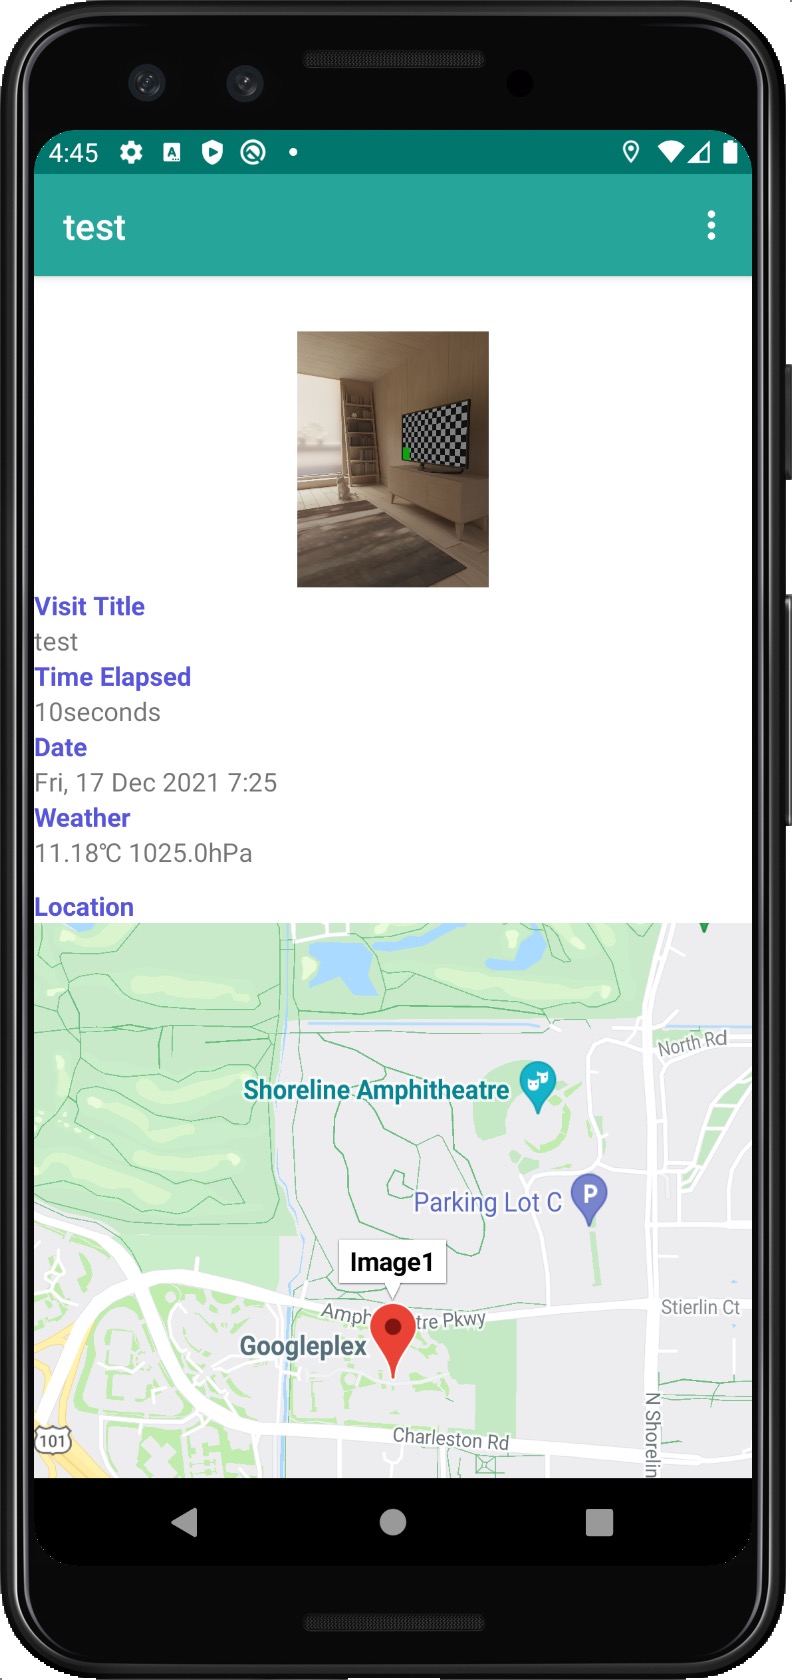 4:45
test
Visit Title
test
Time Elapsed
10seconds
Date
Fri, 17 Dec 2021 7:25
Weather
11.18°C 1025.0hPa
Location
North Rd
Shoreline Amphitheatre
Parking Lot C
P
Image1
Stierlin Ct
Amph tre Pkwy
Googleplex
N Shorelin
Charleston Rd
101